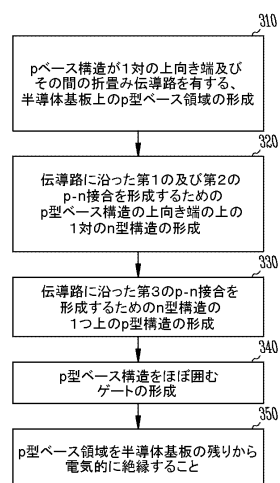 310
pベース構造が1対の上向き端及び
その間の折畳み伝導路を有する、
半導体基板上のp型ベース領域の形成
320
伝導路に沿った第1の及び第2の
p-n接合を形成するための
p型ベース構造の上向き端の上の
1対のn型構造の形成
330
伝導路に沿った第3のp-n接合を
形成するためのn型構造の
1つ上のp型構造の形成
340
p型ベース構造をほぼ囲む
ゲートの形成
350
p型ベース領域を半導体基板の残りから
電気的に絶縁すること